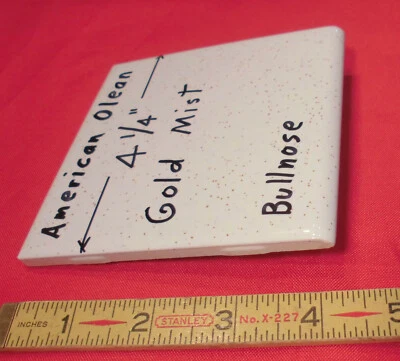 American Olean
4 1/4"
Gold Mist
Bullnose
INCHES 1 2 STANLEY 3 No. X-227 4 5